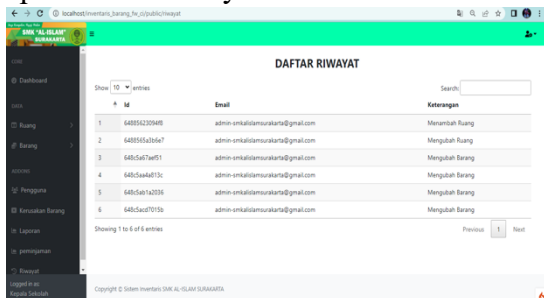 localhost/inventaris_barang_fw_ci/public/riwayat
SMK "AL-ISLAM"
SURAKARTA
HOME
Dashboard
DATA
Ruang
Barang
Pengguna
Kerusakan Barang
Laporan
peminjaman
Riwayat
Logged in as:
Kepala Sekolah
DAFTAR RIWAYAT
Show 10 entries
Search:
Id Email Keterangan
1 admin-smkalislamsurakarta@gmail.com Menambah Ruang
2 6488565a3b6e7 admin-smkalislamsurakarta@gmail.com Mengubah Ruang
3 648c5a67aef51 admin-smkalislamsurakarta@gmail.com Mengubah Barang
4 648c5aa4a813c admin-smkalislamsurakarta@gmail.com Mengubah Barang
5 648c5ab1a2036 admin-smkalislamsurakarta@gmail.com Mengubah Barang
6 648c5acd7015b admin-smkalislamsurakarta@gmail.com Mengubah Barang
Showing 1 to 6 of 6 entries
Previous 1 Next
Copyright © Sistem Inventaris SMK AL-ISLAM SURAKARTA